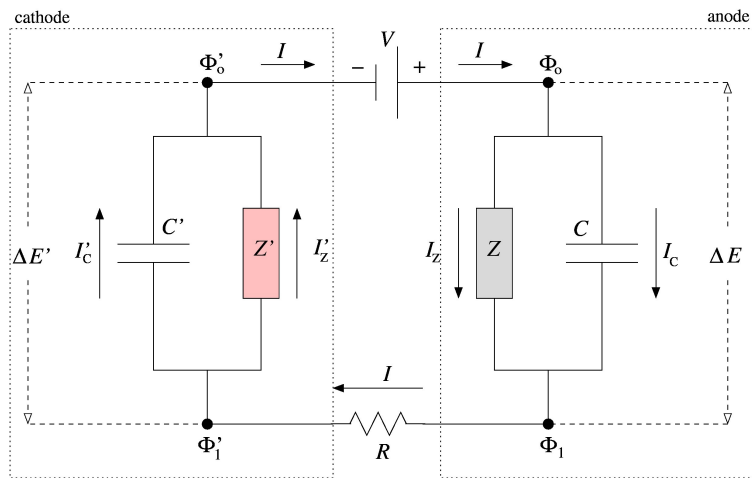 cathode
anode
Φ'o
I
V
− +
I
Φo
ΔE'
I'C
C'
Z'
I'Z
IZ
Z
C
IC
ΔE
I
Φ'1
R
Φ1